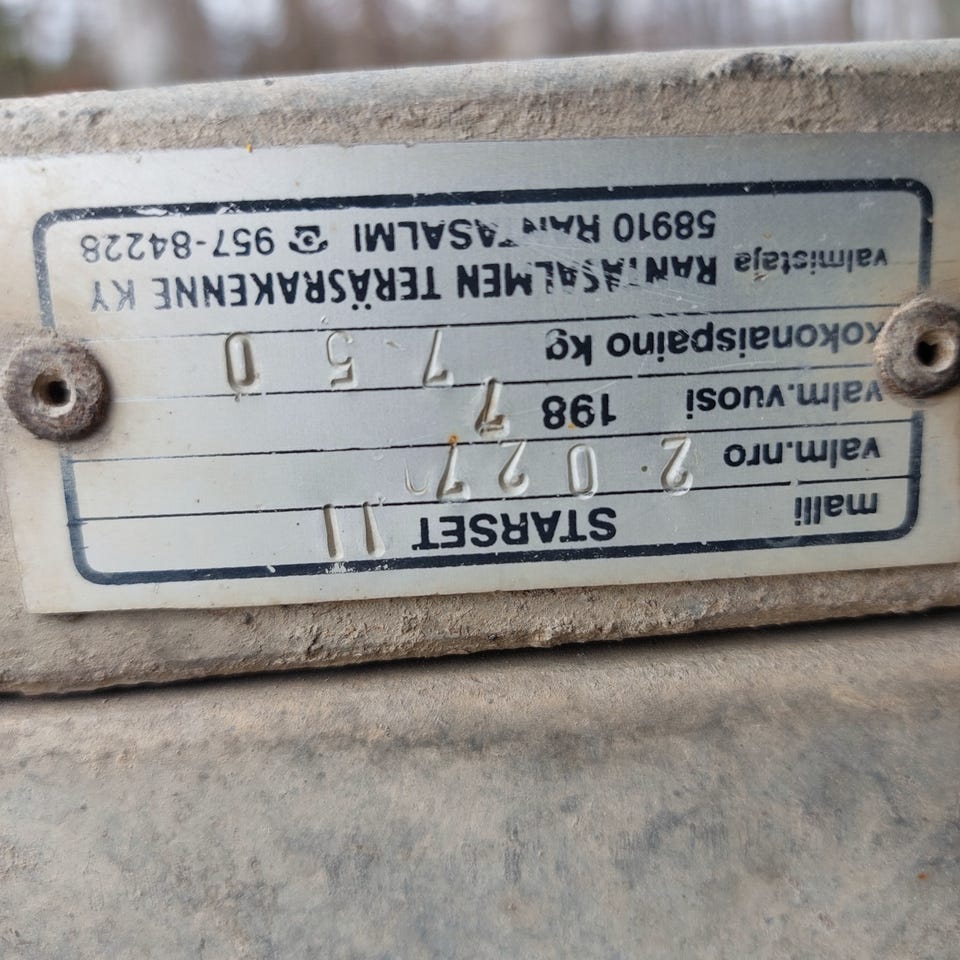 malli STARSET 11
valm.nro 2027
valm.vuosi 1987
kokonaispaino kg 750
valmistaja RANTASALMEN TERÄSRAKENNE KY
58910 RANTASALMI ☎ 957-84228